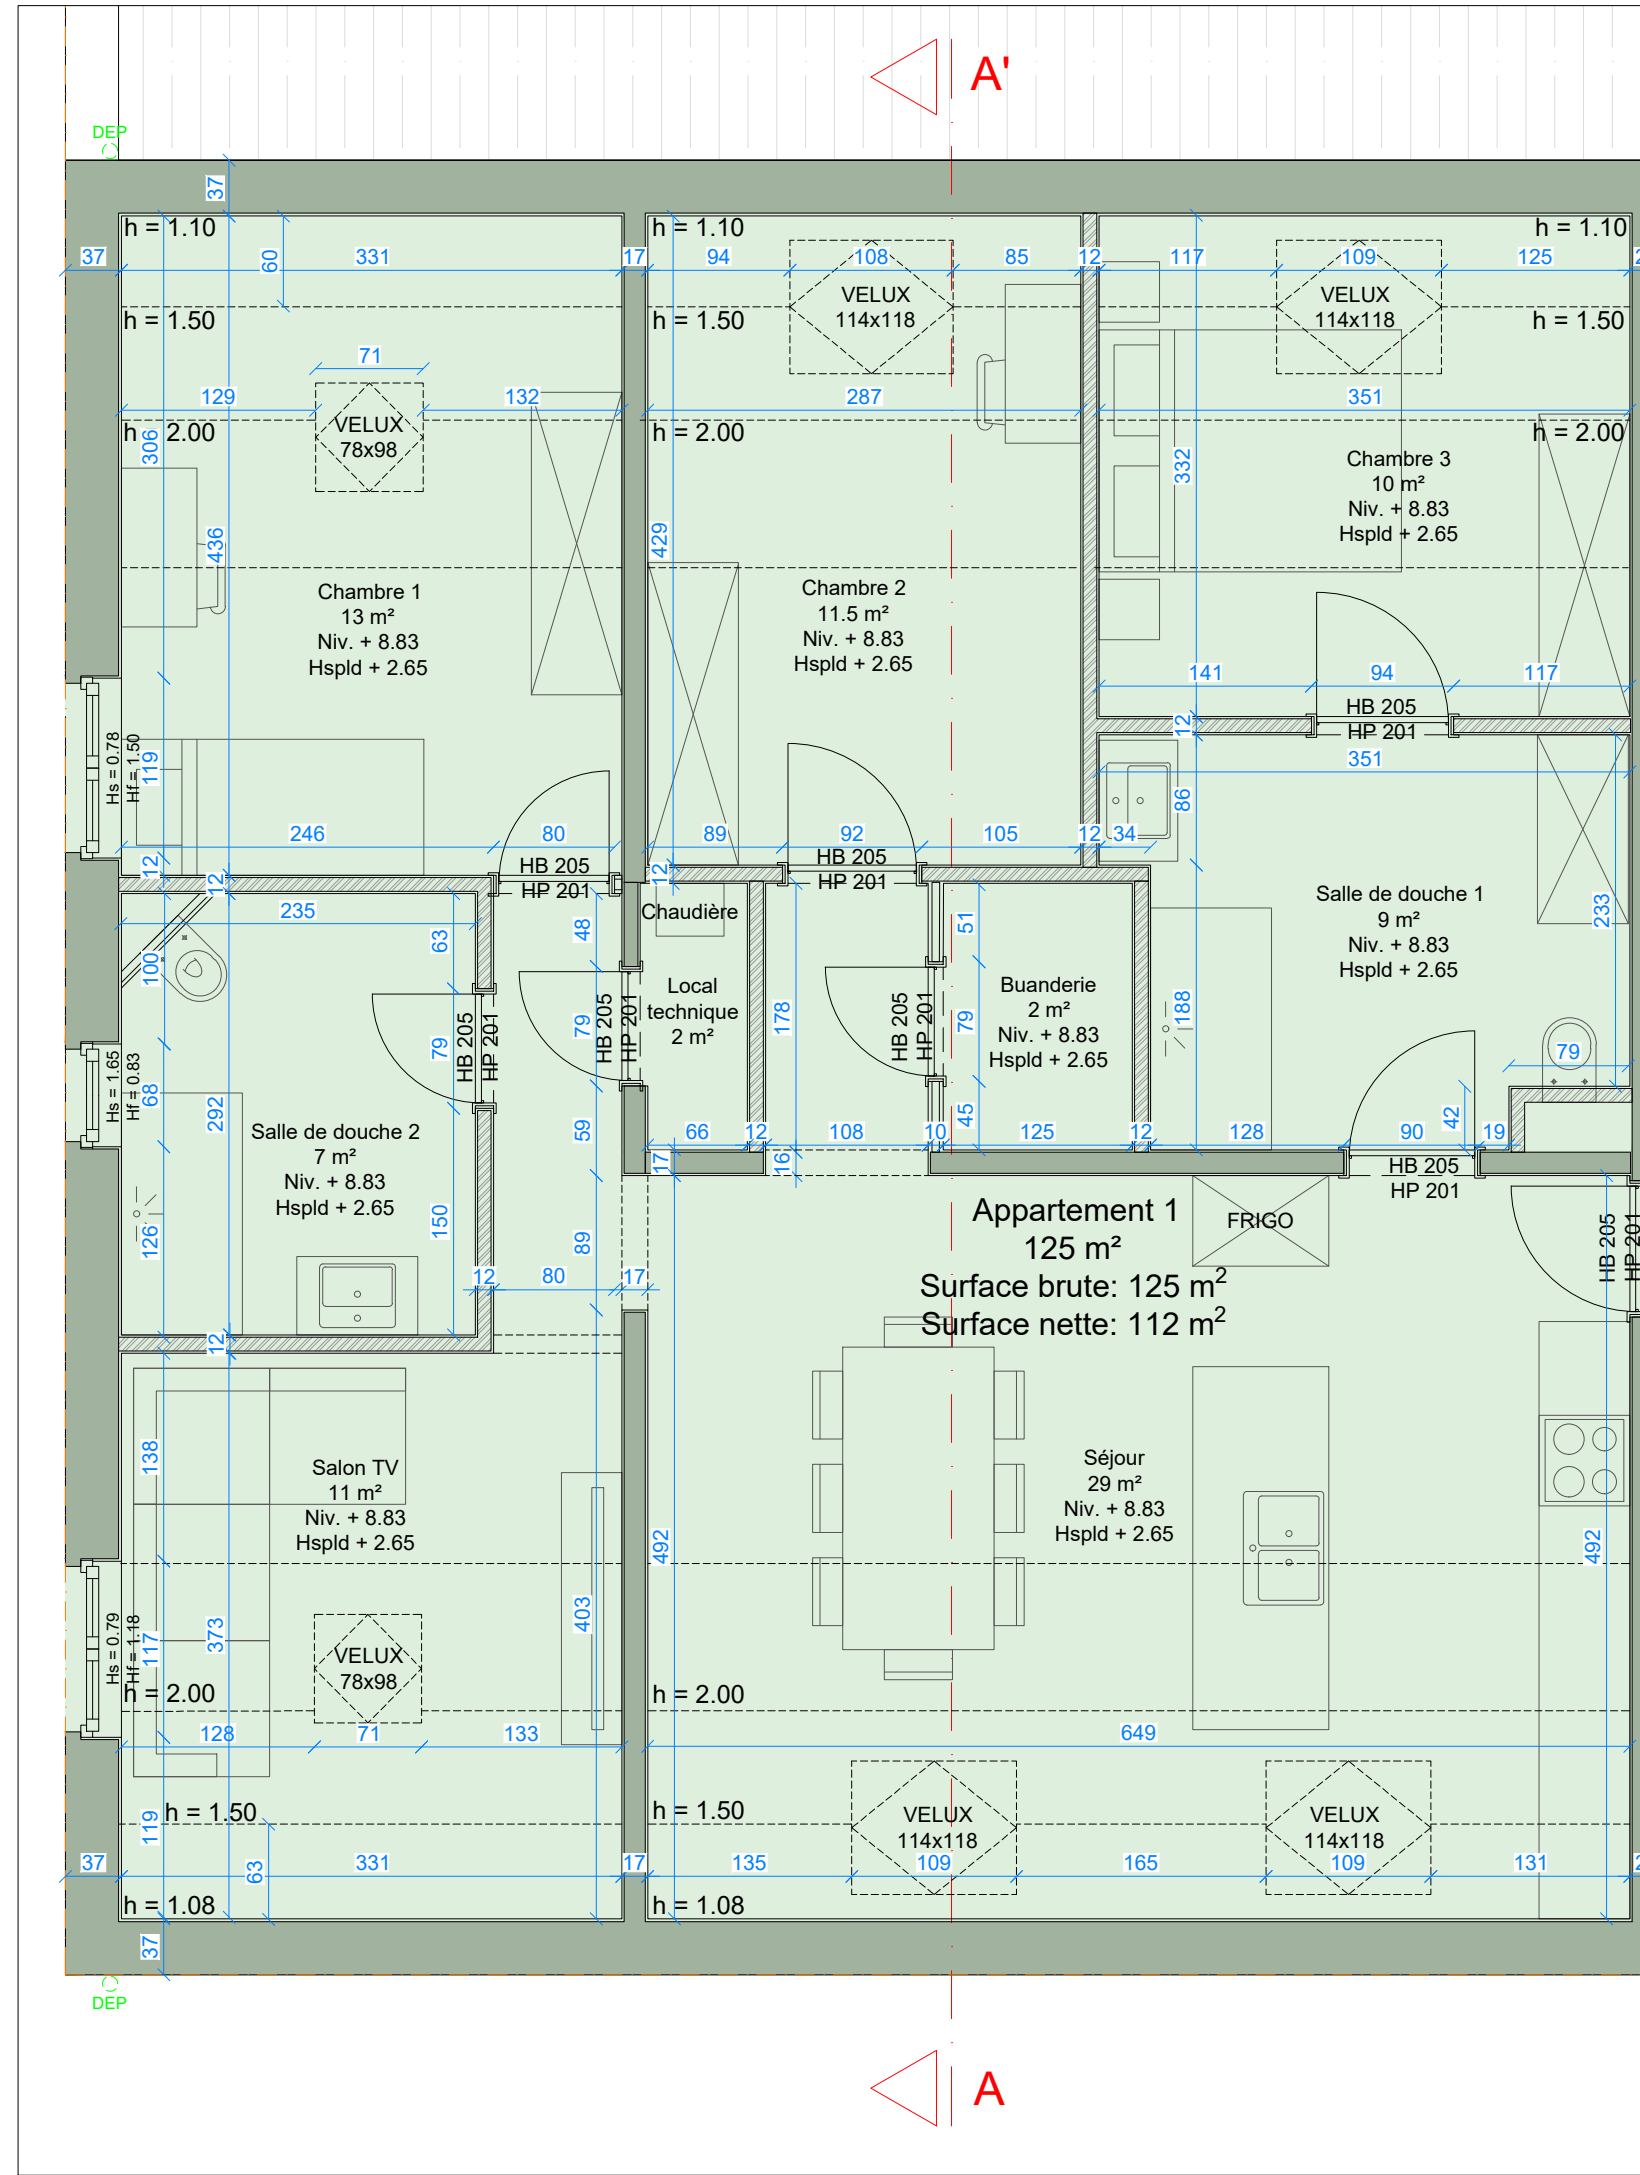 A'
DEP
37
h = 1.10
h = 1.10
h = 1.10
37
60
331
17
94
108
85
12
117
109
125
VELUX
114x118
VELUX
114x118
h = 1.50
h = 1.50
h = 1.50
71
129
132
287
351
VELUX
78x98
h = 2.00
h = 2.00
h = 2.00
306
436
429
332
Chambre 3
10 m²
Niv. + 8.83
Hspld + 2.65
Chambre 1
13 m²
Niv. + 8.83
Hspld + 2.65
Chambre 2
11.5 m²
Niv. + 8.83
Hspld + 2.65
141
94
117
HB 205
HP 201
12
351
Hs = 0.78
Hf = 1.50
119
86
246
80
89
92
105
12
34
12
12
HB 205
HP 201
12
HB 205
HP 201
235
63
48
Chaudière
51
Salle de douche 1
9 m²
Niv. + 8.83
Hspld + 2.65
233
100
Local
technique
2 m²
178
Buanderie
2 m²
Niv. + 8.83
Hspld + 2.65
188
79
HB 205
HP 201
79
HB 205
HP 201
HB 205
HP 201
79
79
Hs = 1.65
Hf = 0.83
68
292
59
45
42
Salle de douche 2
7 m²
Niv. + 8.83
Hspld + 2.65
66
12
108
10
125
12
128
90
19
17
16
HB 205
HP 201
126
150
89
Appartement 1
125 m²
Surface brute: 125 m²
Surface nette: 112 m²
FRIGO
HB 205
HP 201
12
80
17
12
138
Salon TV
11 m²
Niv. + 8.83
Hspld + 2.65
Séjour
29 m²
Niv. + 8.83
Hspld + 2.65
492
492
403
Hs = 0.79
Hf = 1.18
117
373
VELUX
78x98
h = 2.00
h = 2.00
128
71
133
649
119
h = 1.50
h = 1.50
VELUX
114x118
VELUX
114x118
37
63
331
17
135
109
165
109
131
h = 1.08
h = 1.08
37
DEP
A